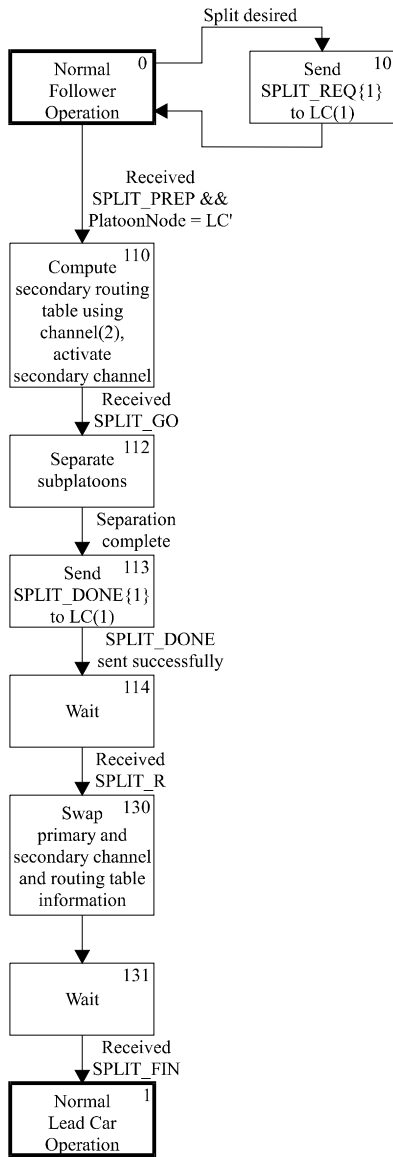 Split desired
0
Normal
Follower
Operation
10
Send
SPLIT_REQ{1}
to LC(1)
Received
SPLIT_PREP &&
PlatoonNode = LC'
110
Compute
secondary routing
table using
channel(2),
activate
secondary channel
Received
SPLIT_GO
112
Separate
subplatoons
Separation
complete
113
Send
SPLIT_DONE{1}
to LC(1)
SPLIT_DONE
sent successfully
114
Wait
Received
SPLIT_R
130
Swap
primary and
secondary channel
and routing table
information
131
Wait
Received
SPLIT_FIN
1
Normal
Lead Car
Operation